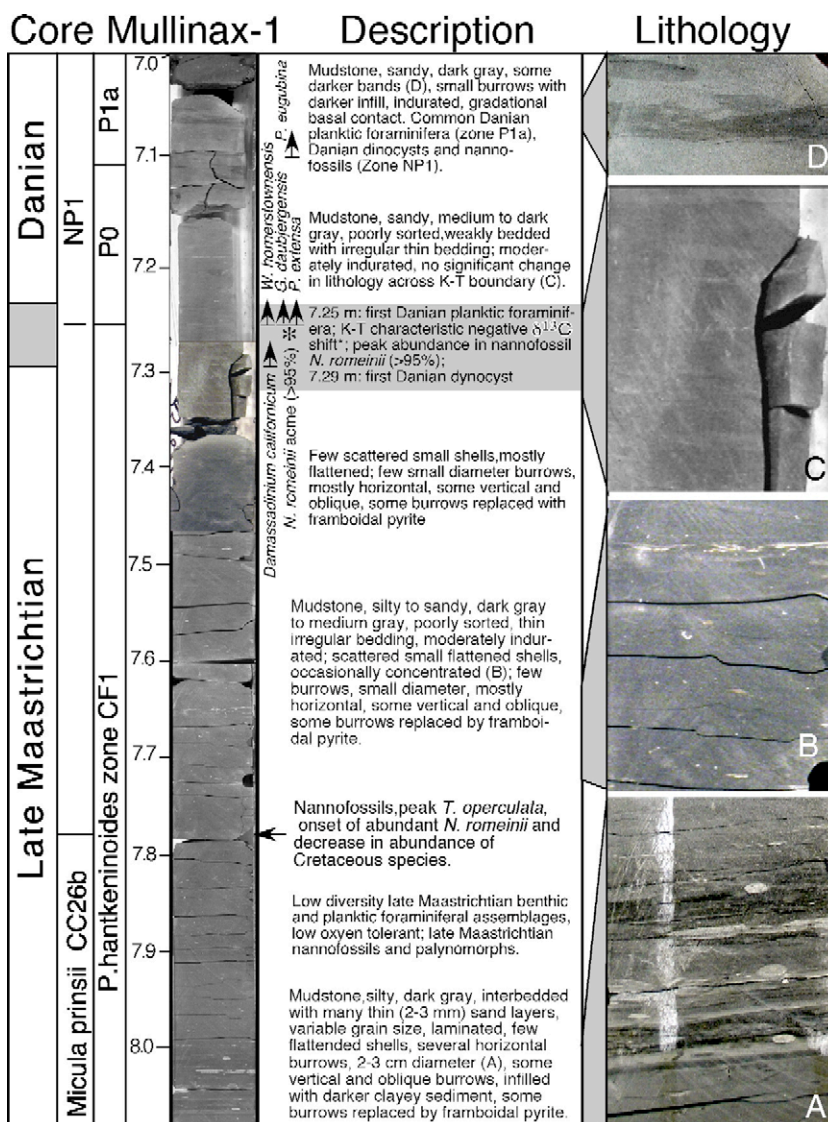 Core Mullinax-1
Description
Lithology
Danian
Late Maastrichtian
NP1
Micula prinsii CC26b
P1a
P0
P.hantkeninoides zone CF1
7.0
7.1
7.2
7.3
7.4
7.5
7.6
7.7
7.8
7.9
8.0
P. eugubina
W. hornerstownensis
G. daubjergensis
P. extensa
Damassadinium californicum
N. romeinii acme (>95%) *
Mudstone, sandy, dark gray, some
darker bands (D), small burrows with
darker infill, indurated, gradational
basal contact. Common Danian
planktic foraminifera (zone P1a),
Danian dinocysts and nanno-
fossils (Zone NP1).
Mudstone, sandy, medium to dark
gray, poorly sorted,weakly bedded
with irregular thin bedding; moder-
ately indurated, no significant change
in lithology across K-T boundary (C).
7.25 m: first Danian planktic foraminif-
era; K-T characteristic negative δ13C
shift*; peak abundance in nannofossil
N. romeinii (>95%);
7.29 m: first Danian dynocyst
Few scattered small shells,mostly
flattened; few small diameter burrows,
mostly horizontal, some vertical and
oblique, some burrows replaced with
framboidal pyrite
Mudstone, silty to sandy, dark gray
to medium gray, poorly sorted, thin
irregular bedding, moderately indur-
ated; scattered small flattened shells,
occasionally concentrated (B); few
burrows, small diameter, mostly
horizontal, some vertical and oblique,
some burrows replaced by framboi-
dal pyrite.
Nannofossils,peak T. operculata,
onset of abundant N. romeinii and
decrease in abundance of
Cretaceous species.
Low diversity late Maastrichtian benthic
and planktic foraminiferal assemblages,
low oxyen tolerant; late Maastrichtian
nannofossils and palynomorphs.
Mudstone,silty, dark gray, interbedded
with many thin (2-3 mm) sand layers,
variable grain size, laminated, few
flattended shells, several horizontal
burrows, 2-3 cm diameter (A), some
vertical and oblique burrows, infilled
with darker clayey sediment, some
burrows replaced by framboidal pyrite.
D
C
B
A